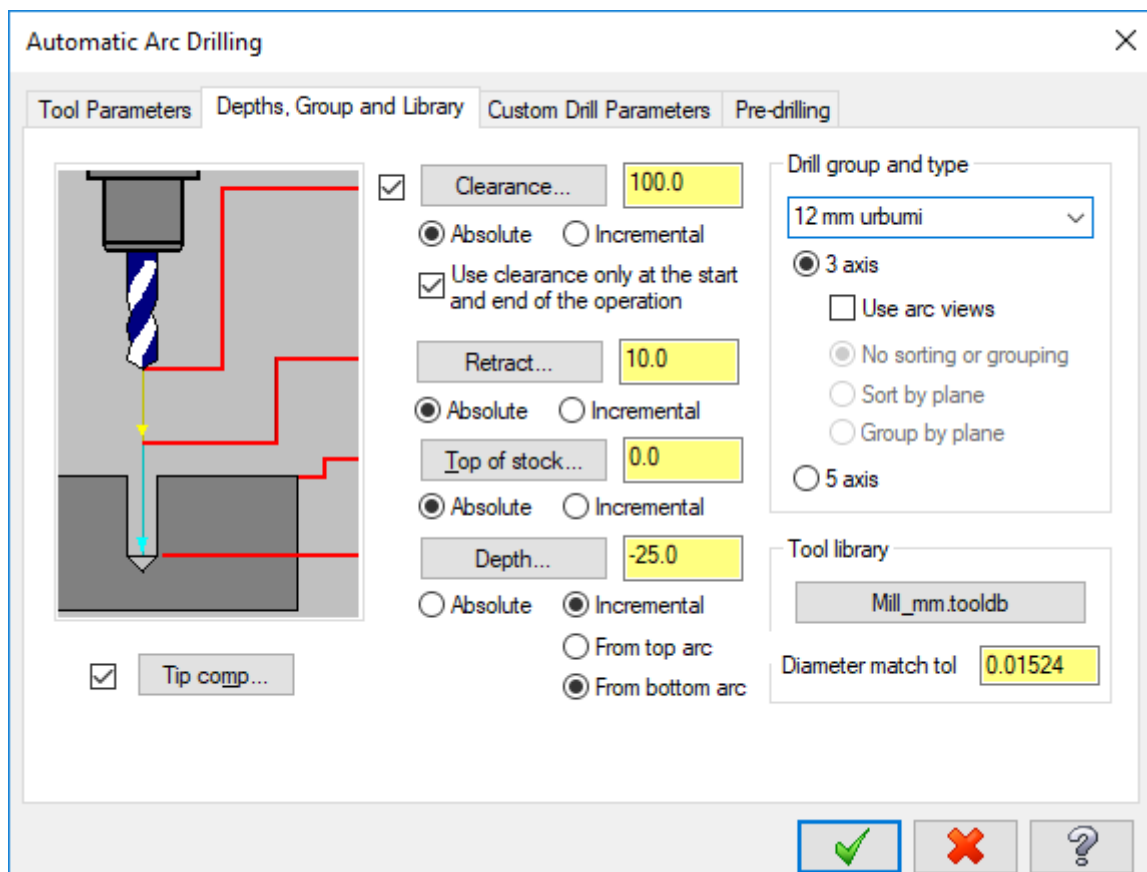 Automatic Arc Drilling
Tool Parameters
Depths, Group and Library
Custom Drill Parameters
Pre-drilling
Clearance...
100.0
Absolute
Incremental
Use clearance only at the start
and end of the operation
Retract...
10.0
Absolute
Incremental
Top of stock...
0.0
Absolute
Incremental
Depth...
-25.0
Absolute
Incremental
From top arc
From bottom arc
Tip comp...
Drill group and type
12 mm urbumi
3 axis
Use arc views
No sorting or grouping
Sort by plane
Group by plane
5 axis
Tool library
Mill_mm.tooldb
Diameter match tol
0.01524